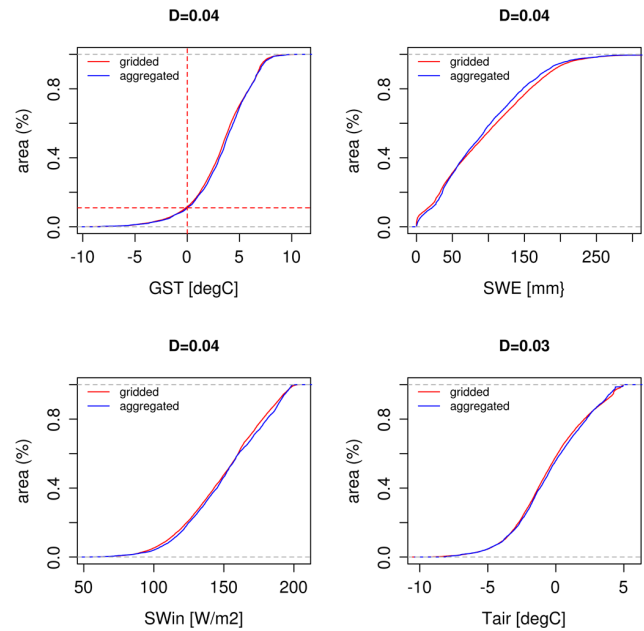 D=0.04
gridded
aggregated
area (%)
0.0
0.4
0.8
-10 -5 0 5 10
GST [degC]
D=0.04
gridded
aggregated
area (%)
0.0
0.4
0.8
0 50 150 250
SWE [mm}
D=0.04
gridded
aggregated
area (%)
0.0
0.4
0.8
50 100 150 200
SWin [W/m2]
D=0.03
gridded
aggregated
area (%)
0.0
0.4
0.8
-10 -5 0 5
Tair [degC]